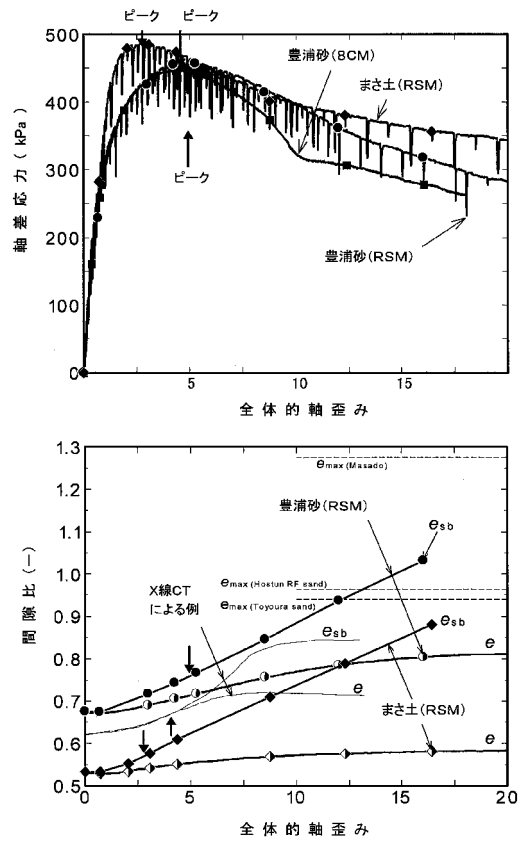 ピーク ピーク
豊浦砂(BCM)
まさ土(RSM)
ピーク
豊浦砂(RSM)
軸差応力(kPa)
500
400
300
200
100
0
0 5 10 15
全体的軸歪み
1.3
1.2
1.1
1.0
0.9
0.8
0.7
0.6
0.5
間隙比(—)
emax (Masado)
豊浦砂(RSM)
esb
X線CT
による例
emax (Hostun RF sand)
emax (Toyoura sand)
esb
esb
e
e
まさ土(RSM)
e
0 5 10 15 20
全体的軸歪み